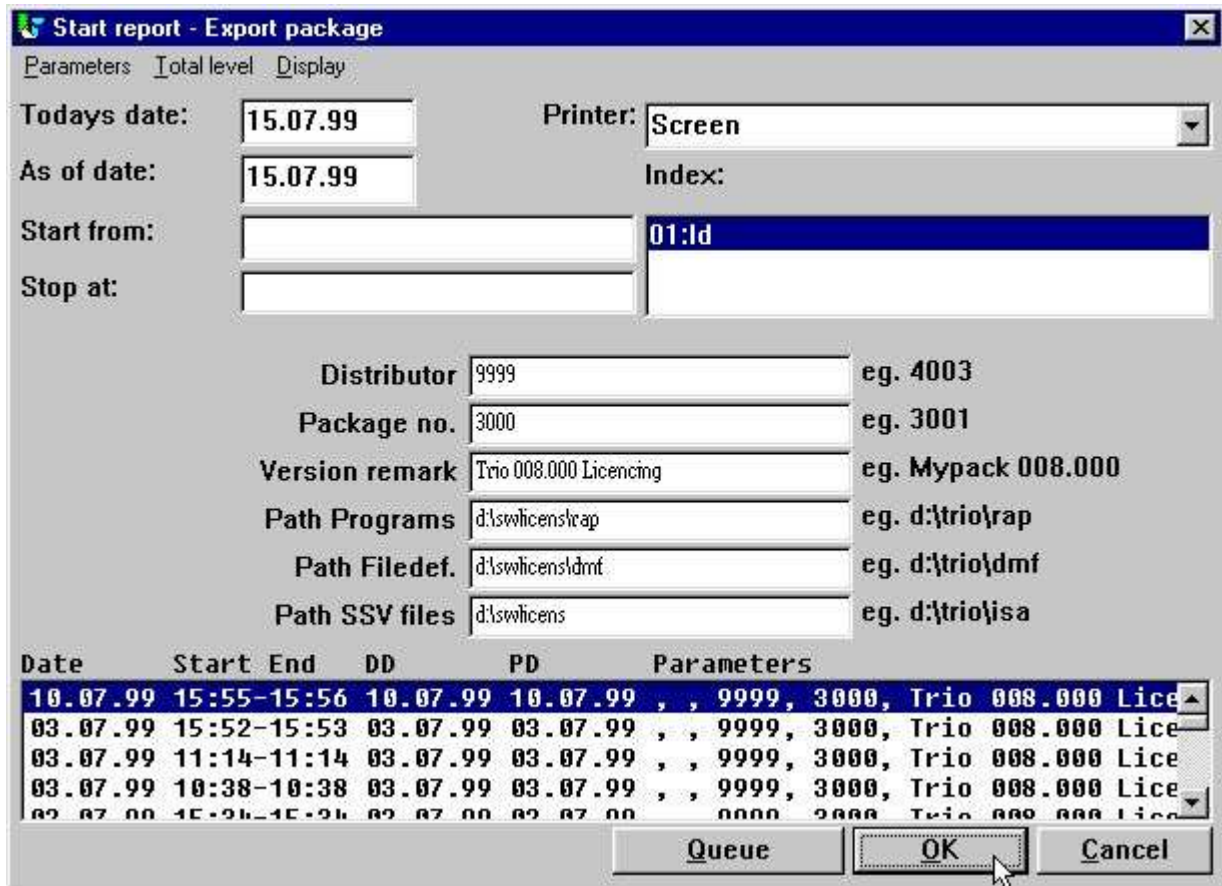 Start report - Export package
Parameters Total level Display
Todays date: 15.07.99 Printer: Screen
As of date: 15.07.99 Index:
Start from: 01:Id
Stop at:
Distributor 9999 eg. 4003
Package no. 3000 eg. 3001
Version remark Trio 008.000 Licencing eg. Mypack 008.000
Path Programs d:\swlicens\rap eg. d:\trio\rap
Path Filedef. d:\swlicens\dmf eg. d:\trio\dmf
Path SSV files d:\swlicens eg. d:\trio\isa
Date Start End DD PD Parameters
10.07.99 15:55-15:56 10.07.99 10.07.99 , , 9999, 3000, Trio 008.000 Lice
03.07.99 15:52-15:53 03.07.99 03.07.99 , , 9999, 3000, Trio 008.000 Lice
03.07.99 11:14-11:14 03.07.99 03.07.99 , , 9999, 3000, Trio 008.000 Lice
03.07.99 10:38-10:38 03.07.99 03.07.99 , , 9999, 3000, Trio 008.000 Lice
Queue OK Cancel